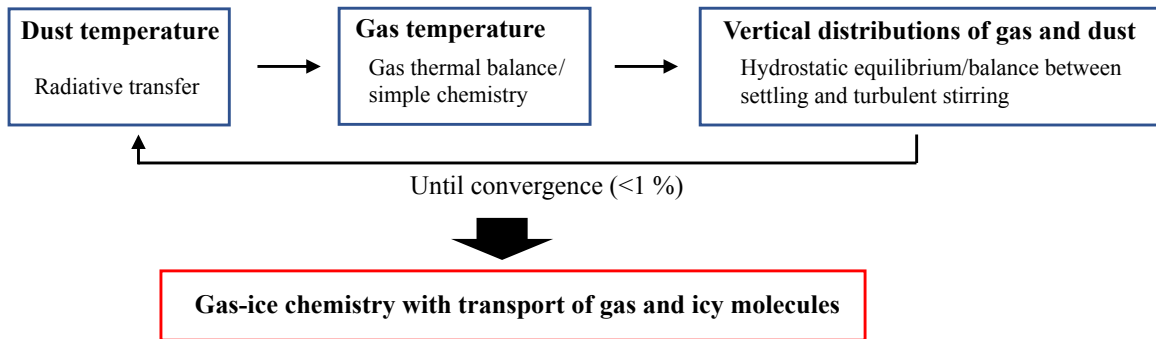 Dust temperature
Radiative transfer
Gas temperature
Gas thermal balance/
simple chemistry
Vertical distributions of gas and dust
Hydrostatic equilibrium/balance between
settling and turbulent stirring
Until convergence (<1 %)
Gas-ice chemistry with transport of gas and icy molecules